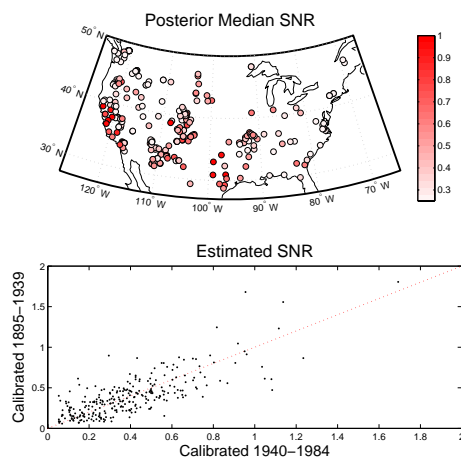 Posterior Median SNR
50°N
40°N
30°N
120°W
110°W
100°W
90°W
80°W
70°W
1
0.9
0.8
0.7
0.6
0.5
0.4
0.3
Estimated SNR
Calibrated 1895−1939
2
1.5
1
0.5
0
0 0.2 0.4 0.6 0.8 1 1.2 1.4 1.6 1.8 2
Calibrated 1940−1984